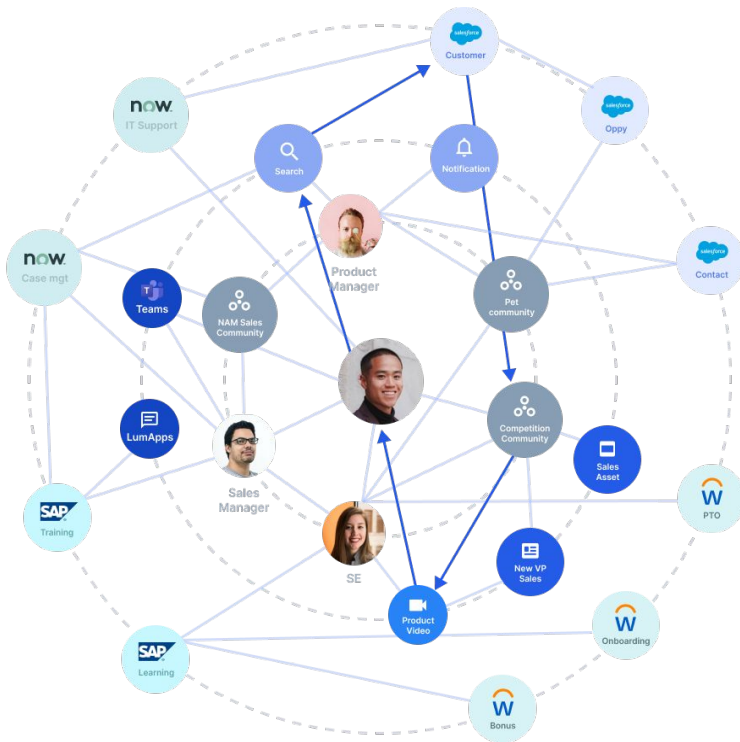 salesforce
Customer
salesforce
Oppy
now.
IT Support
Search
Notification
Product
Manager
salesforce
Contact
now.
Case mgt
T
Teams
NAM Sales
Community
Pet
community
LumApps
Competition
Community
Sales
Asset
Sales
Manager
SAP
Training
W
PTO
SE
New VP
Sales
Product
Video
W
Onboarding
SAP
Learning
W
Bonus